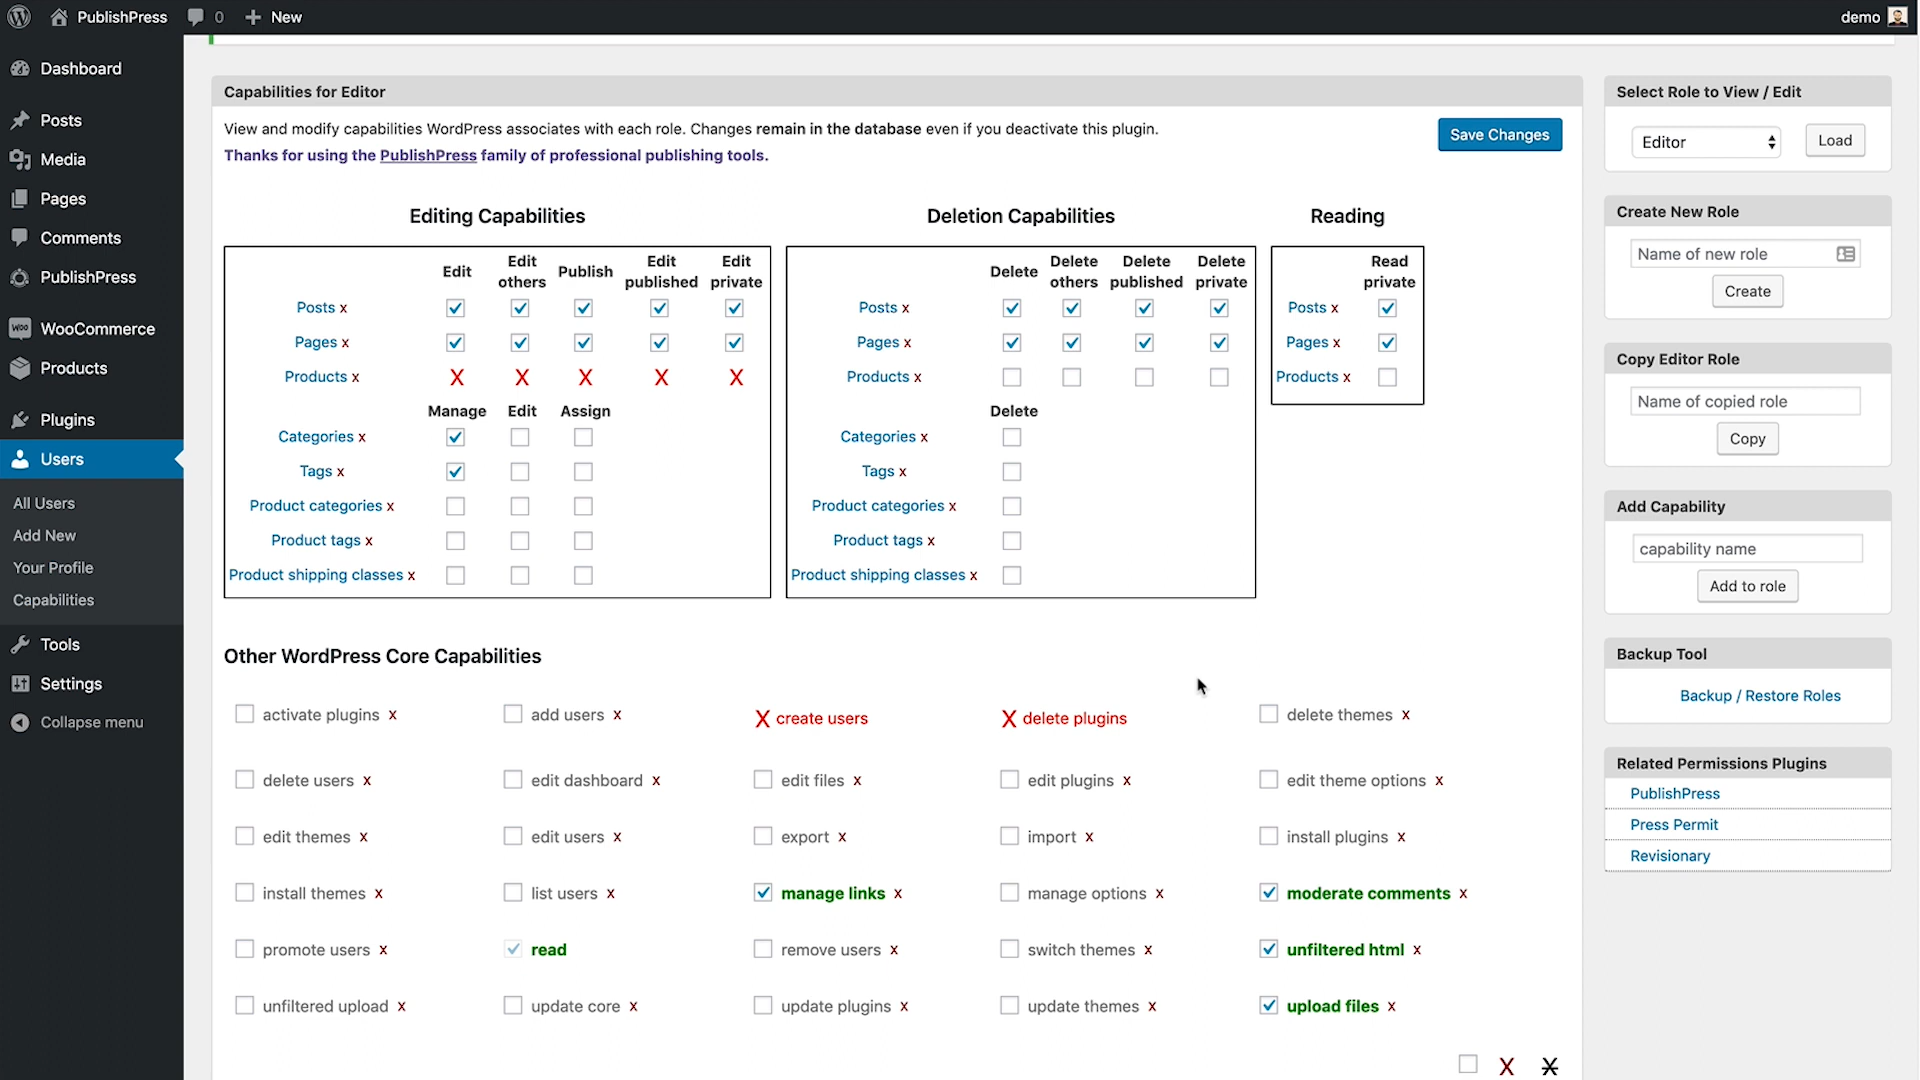 PublishPress 0 + New demo
Dashboard
Posts
Media
Pages
Comments
PublishPress
WooCommerce
Products
Plugins
Users
All Users
Add New
Your Profile
Capabilities
Tools
Settings
Collapse menu
Capabilities for Editor
View and modify capabilities WordPress associates with each role. Changes remain in the database even if you deactivate this plugin.
Thanks for using the PublishPress family of professional publishing tools.
Save Changes
Editing Capabilities
Edit Edit others Publish Edit published Edit private
Posts x
Pages x
Products x X X X X X
Manage Edit Assign
Categories x
Tags x
Product categories x
Product tags x
Product shipping classes x
Deletion Capabilities
Delete Delete others Delete published Delete private
Posts x
Pages x
Products x
Delete
Categories x
Tags x
Product categories x
Product tags x
Product shipping classes x
Reading
Read private
Posts x
Pages x
Products x
Other WordPress Core Capabilities
activate plugins x add users x X create users X delete plugins delete themes x
delete users x edit dashboard x edit files x edit plugins x edit theme options x
edit themes x edit users x export x import x install plugins x
install themes x list users x manage links x manage options x moderate comments x
promote users x read remove users x switch themes x unfiltered html x
unfiltered upload x update core x update plugins x update themes x upload files x
X X
Select Role to View / Edit
Editor Load
Create New Role
Name of new role
Create
Copy Editor Role
Name of copied role
Copy
Add Capability
capability name
Add to role
Backup Tool
Backup / Restore Roles
Related Permissions Plugins
PublishPress
Press Permit
Revisionary